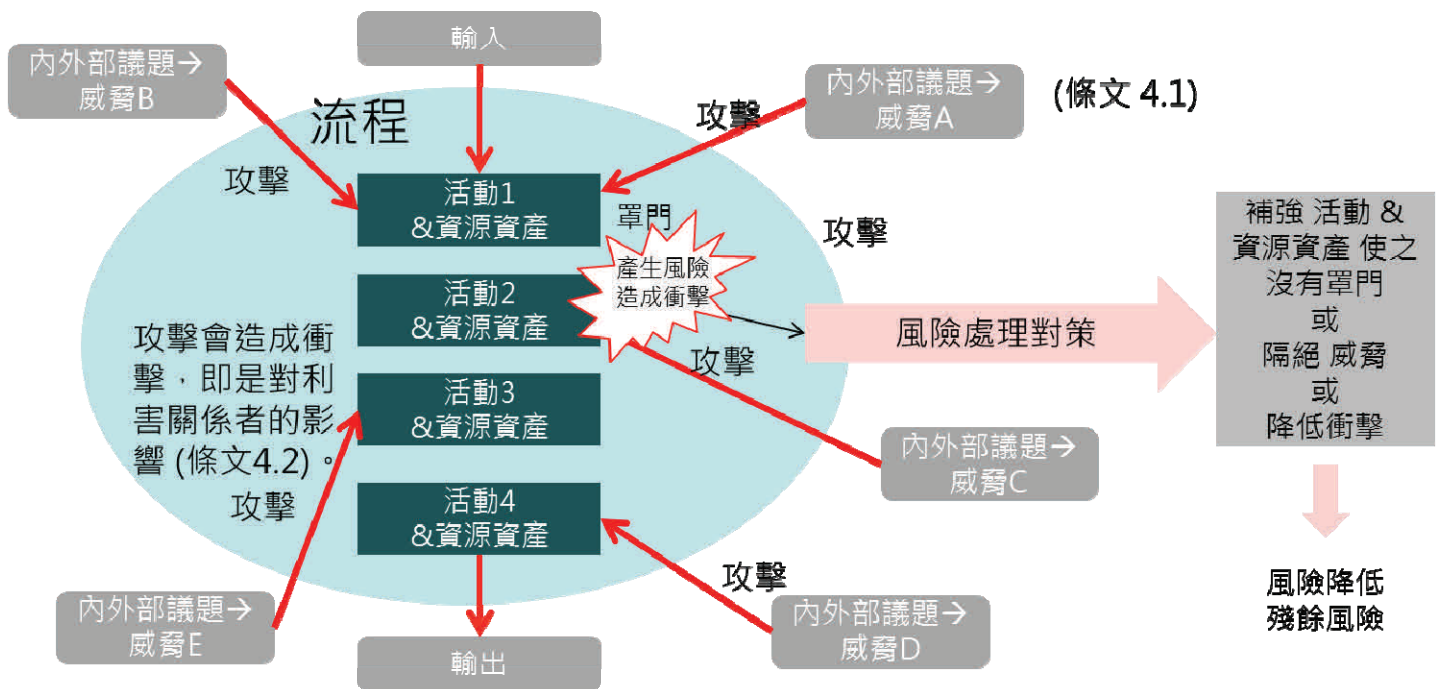 輸入
內外部議題→
威脅B
內外部議題→
威脅A
(條文 4.1)
流程
攻擊
攻擊
活動1
&資源資產
罩門
攻擊
產生風險
造成衝擊
活動2
&資源資產
攻擊
風險處理對策
補強 活動 &
資源資產 使之
沒有罩門
或
隔絕 威脅
或
降低衝擊
攻擊會造成衝
擊，即是對利
害關係者的影
響 (條文4.2)。
活動3
&資源資產
內外部議題→
威脅C
攻擊
活動4
&資源資產
攻擊
內外部議題→
威脅E
內外部議題→
威脅D
輸出
風險降低
殘餘風險